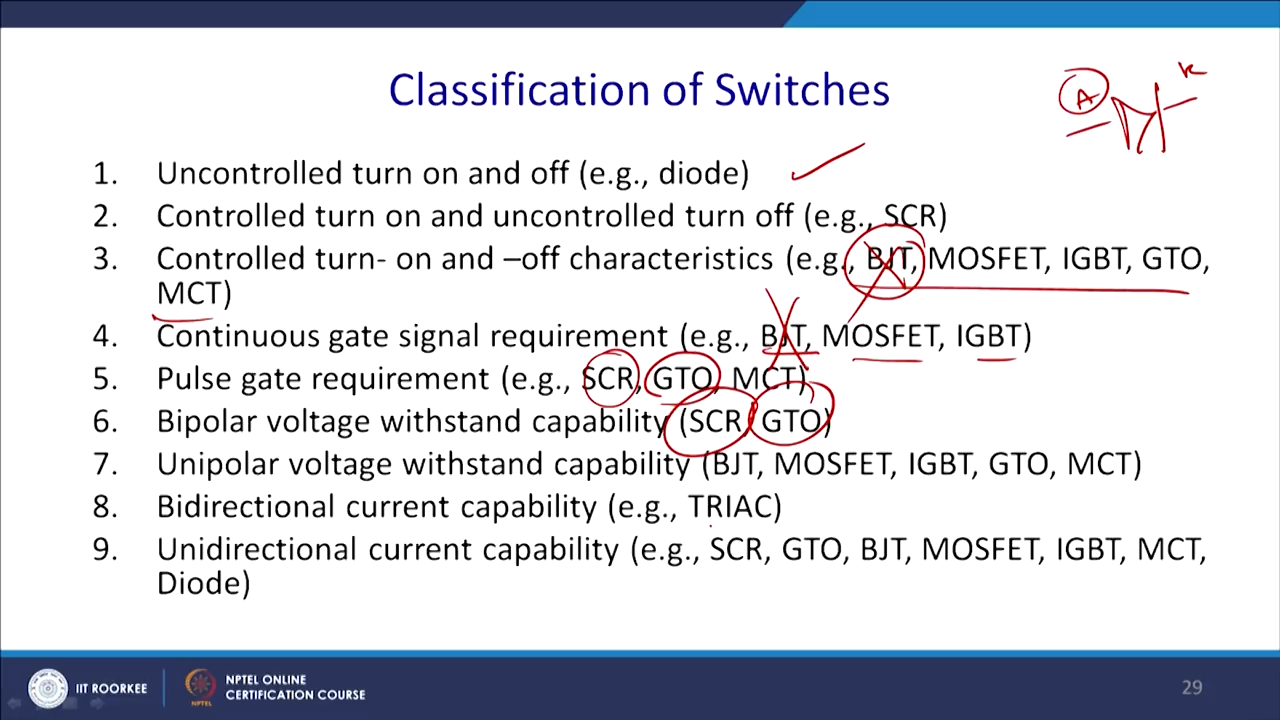 Classification of Switches
A
K
1. Uncontrolled turn on and off (e.g., diode)
2. Controlled turn on and uncontrolled turn off (e.g., SCR)
3. Controlled turn- on and –off characteristics (e.g., BJT, MOSFET, IGBT, GTO,
MCT)
4. Continuous gate signal requirement (e.g., BJT, MOSFET, IGBT)
5. Pulse gate requirement (e.g., SCR, GTO, MCT)
6. Bipolar voltage withstand capability (SCR, GTO)
7. Unipolar voltage withstand capability (BJT, MOSFET, IGBT, GTO, MCT)
8. Bidirectional current capability (e.g., TRIAC)
9. Unidirectional current capability (e.g., SCR, GTO, BJT, MOSFET, IGBT, MCT,
Diode)
IIT ROORKEE
NPTEL ONLINE
CERTIFICATION COURSE
29